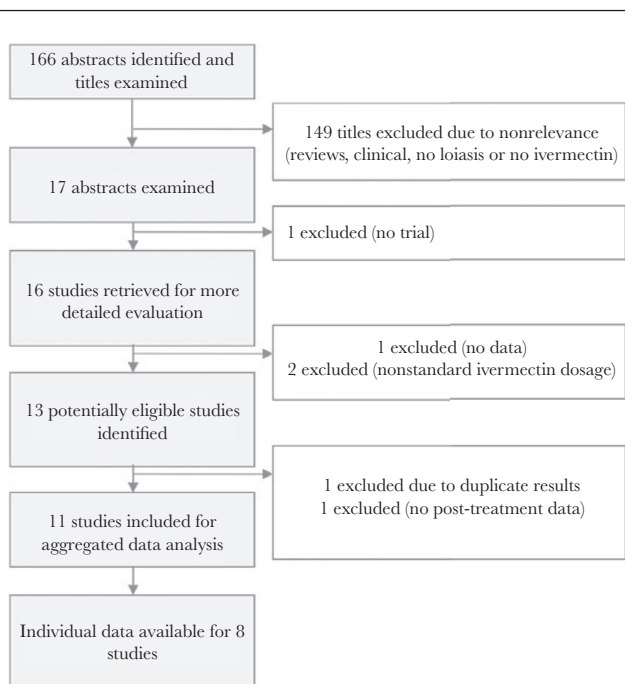 166 abstracts identified and
titles examined
149 titles excluded due to nonrelevance
(reviews, clinical, no loiasis or no ivermectin)
17 abstracts examined
1 excluded (no trial)
16 studies retrieved for more
detailed evaluation
1 excluded (no data)
2 excluded (nonstandard ivermectin dosage)
13 potentially eligible studies
identified
1 excluded due to duplicate results
1 excluded (no post-treatment data)
11 studies included for
aggregated data analysis
Individual data available for 8
studies